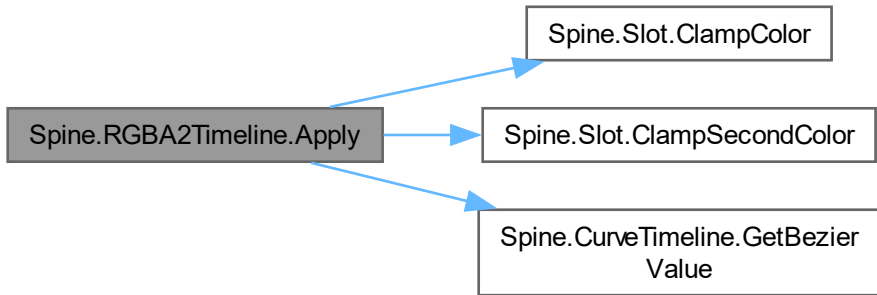 Spine.Slot.ClampColor
Spine.RGBA2Timeline.Apply
Spine.Slot.ClampSecondColor
Spine.CurveTimeline.GetBezier
Value